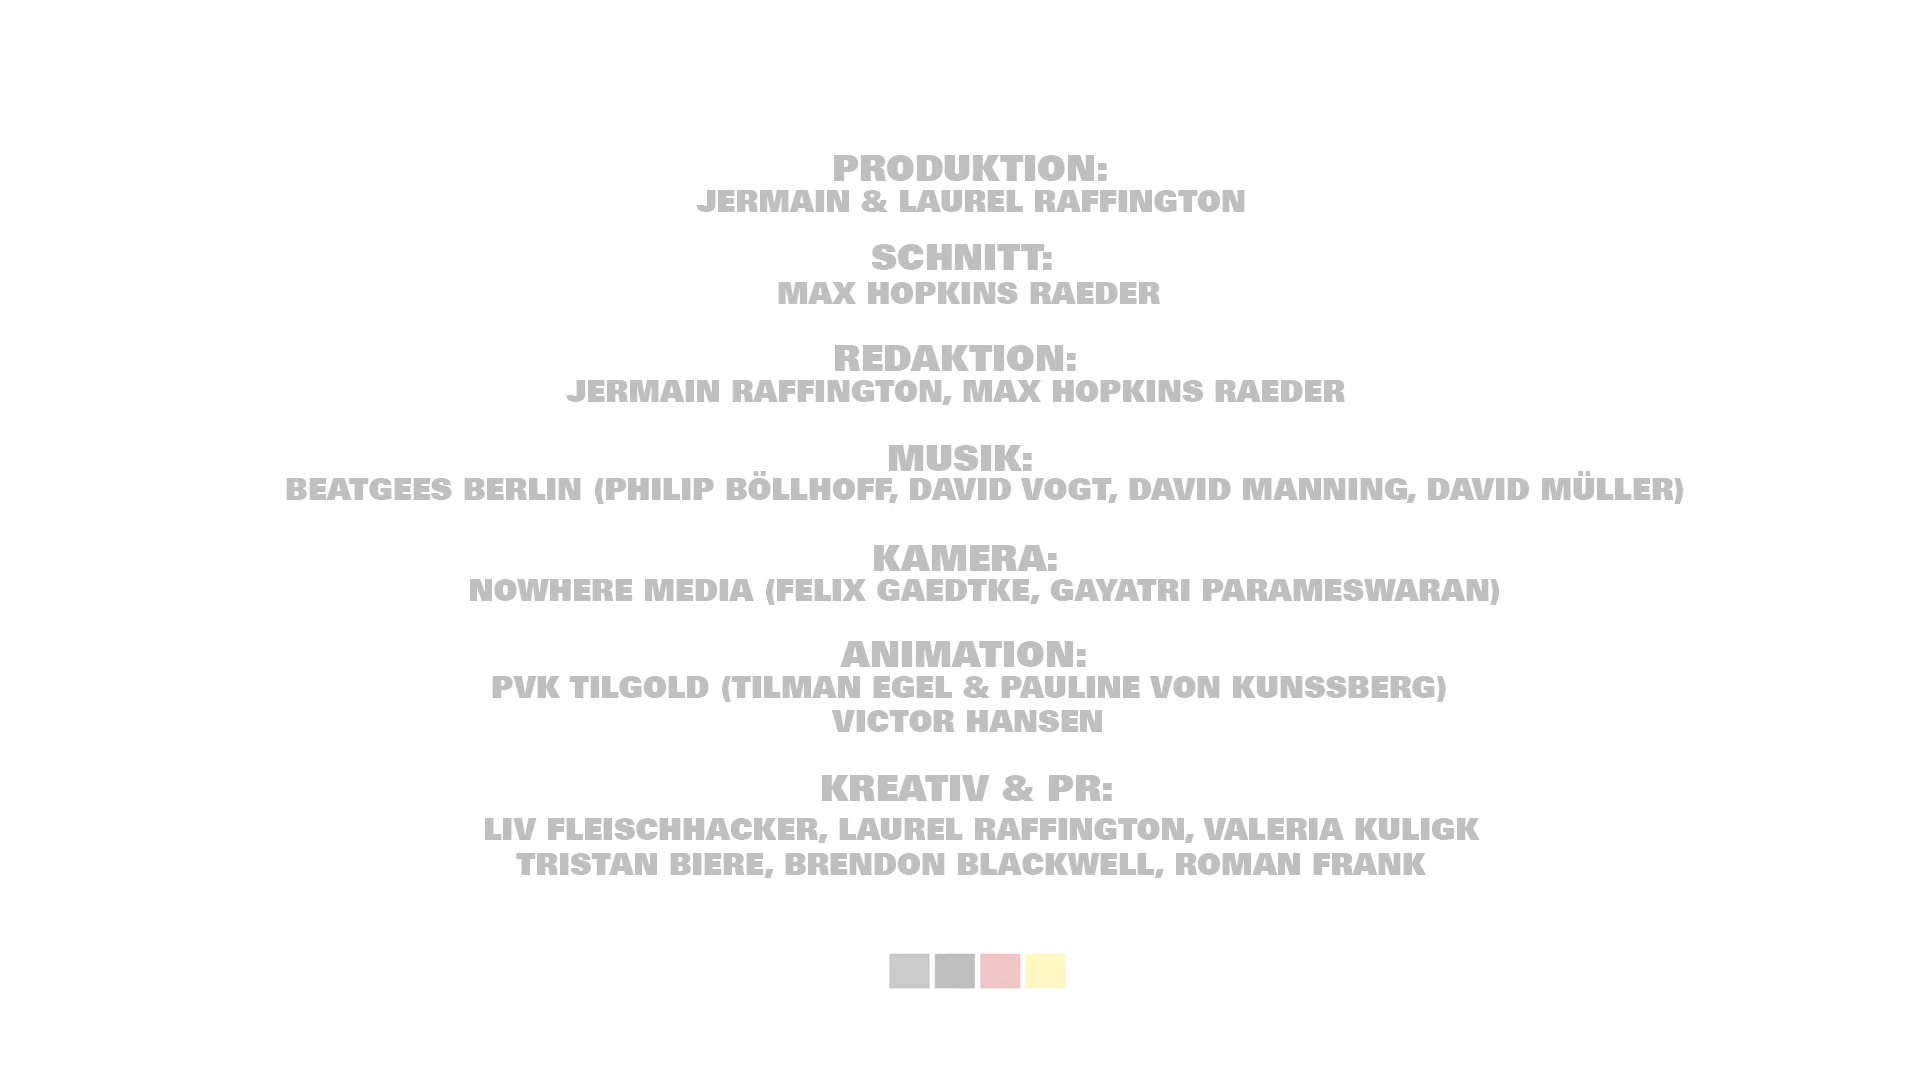 PRODUKTION:
JERMAIN & LAUREL RAFFINGTON
SCHNITT:
MAX HOPKINS RAEDER
REDAKTION:
JERMAIN RAFFINGTON, MAX HOPKINS RAEDER
MUSIK:
BEATGEES BERLIN (PHILIP BÖLLHOFF, DAVID VOGT, DAVID MANNING, DAVID MÜLLER)
KAMERA:
NOWHERE MEDIA (FELIX GAEDTKE, GAYATRI PARAMESWARAN)
ANIMATION:
PVK TILGOLD (TILMAN EGEL & PAULINE VON KUNSSBERG)
VICTOR HANSEN
KREATIV & PR:
LIV FLEISCHHACKER, LAUREL RAFFINGTON, VALERIA KULIGK
TRISTAN BIERE, BRENDON BLACKWELL, ROMAN FRANK